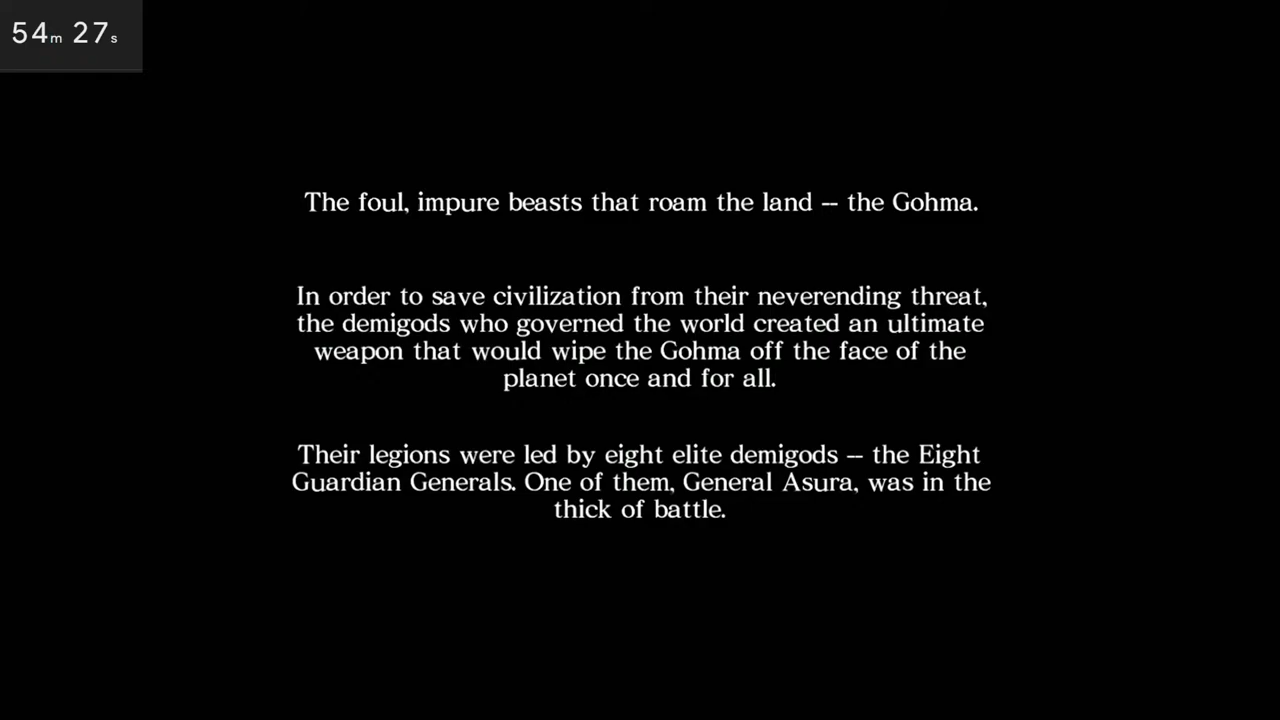 54m 27s
The foul, impure beasts that roam the land -- the Gohma.
In order to save civilization from their neverending threat,
the demigods who governed the world created an ultimate
weapon that would wipe the Gohma off the face of the
planet once and for all.
Their legions were led by eight elite demigods -- the Eight
Guardian Generals. One of them, General Asura, was in the
thick of battle.